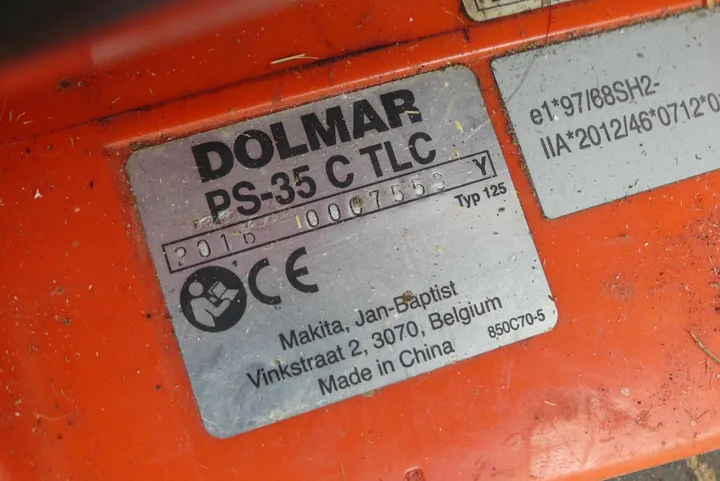 DOLMAR
PS-35 C TLC
2016 0007553 Y
Typ 125
CE
Makita, Jan-Baptist
Vinkstraat 2, 3070, Belgium
Made in China
850C70-5
e1*97/68SH2-
IIA*2012/46*0712*0